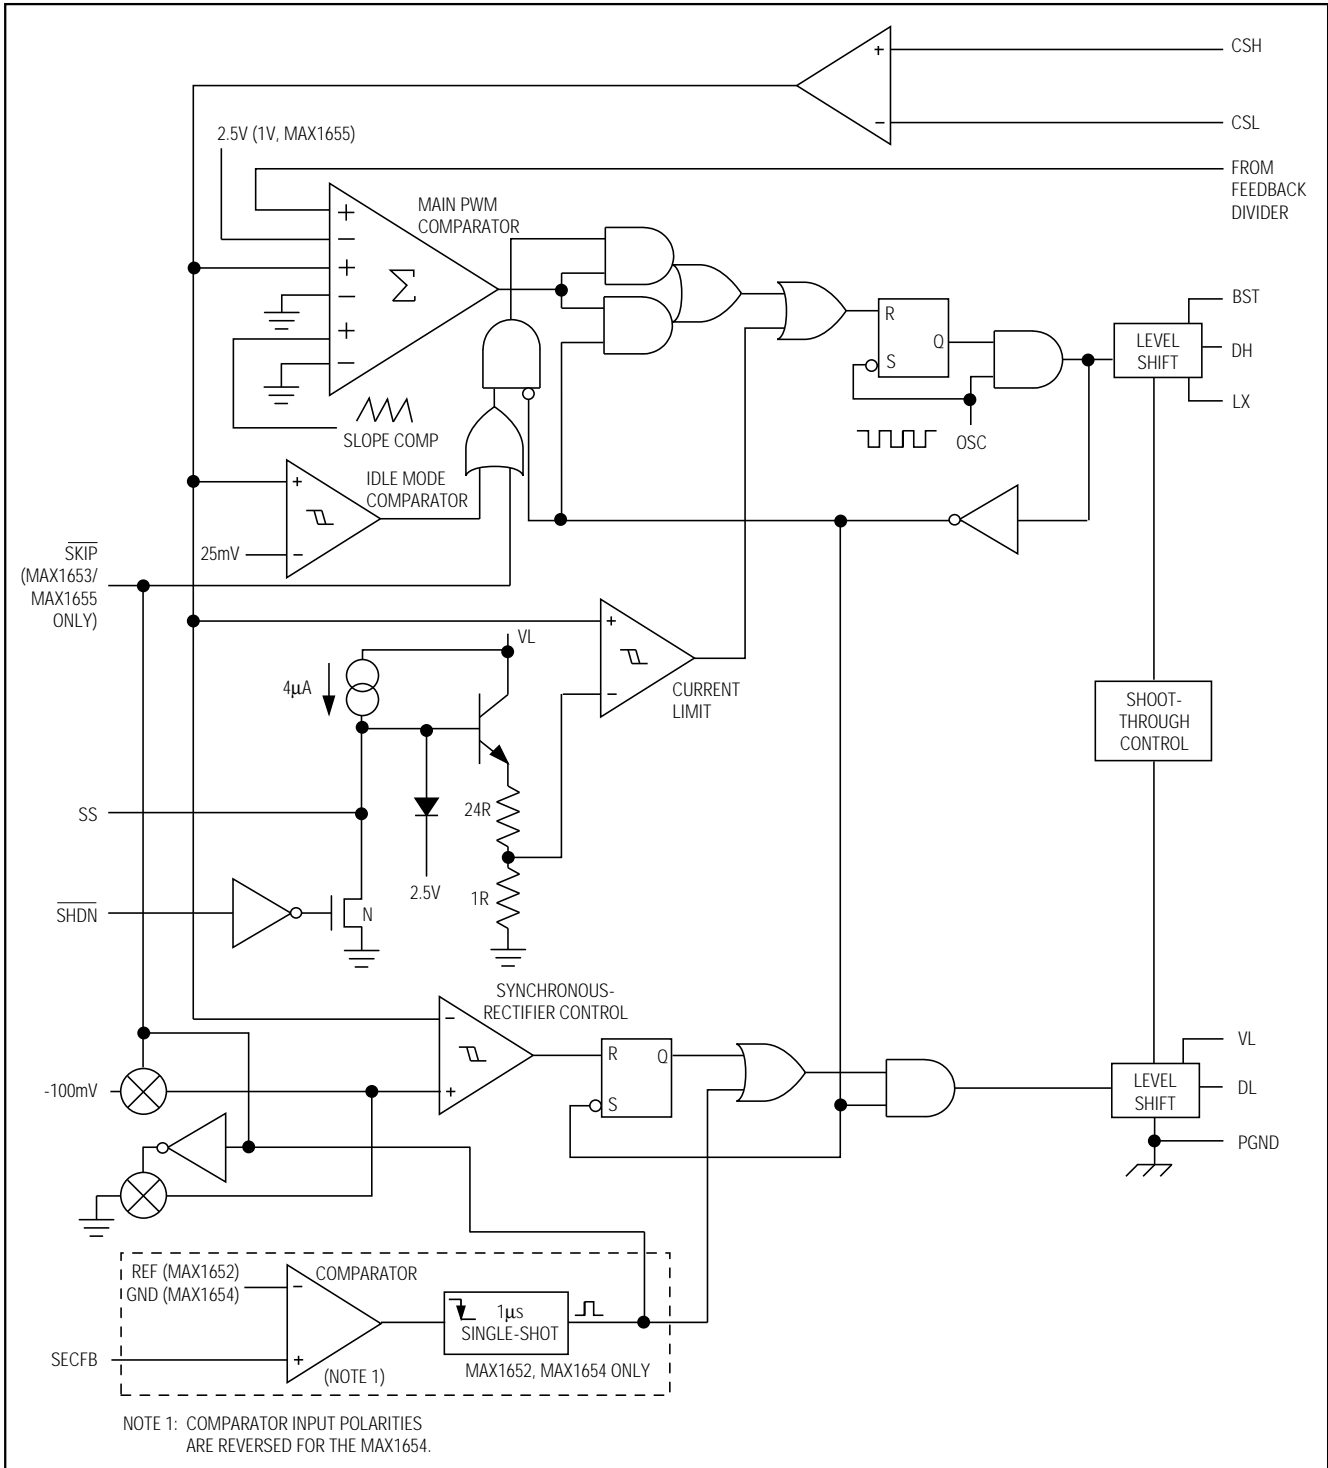 CSH
CSL
2.5V (1V, MAX1655)
FROM
FEEDBACK
DIVIDER
MAIN PWM
COMPARATOR
+
−
+
−
+
−
+
−
Σ
SLOPE COMP
R
Q
S
OSC
LEVEL
SHIFT
BST
DH
LX
IDLE MODE
COMPARATOR
+
−
25mV
SKIP
(MAX1653/
MAX1655
ONLY)
VL
4µA
+
−
CURRENT
LIMIT
SHOOT-
THROUGH
CONTROL
SS
24R
2.5V
1R
SHDN
N
SYNCHRONOUS-
RECTIFIER CONTROL
−
+
R
Q
S
-100mV
VL
LEVEL
SHIFT
DL
PGND
REF (MAX1652)
GND (MAX1654)
COMPARATOR
−
+
1µs
SINGLE-SHOT
SECFB
(NOTE 1)
MAX1652, MAX1654 ONLY
NOTE 1: COMPARATOR INPUT POLARITIES
ARE REVERSED FOR THE MAX1654.